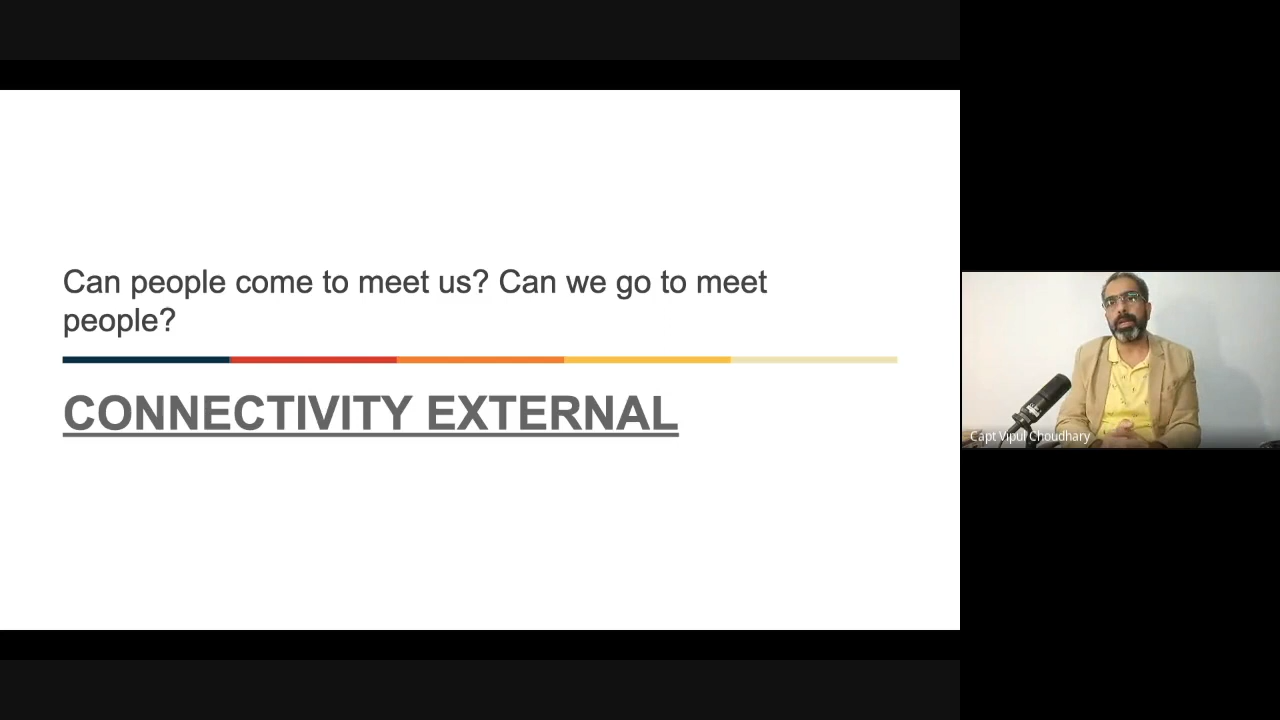 Can people come to meet us? Can we go to meet
people?
CONNECTIVITY EXTERNAL
Capt Vipul Choudhary